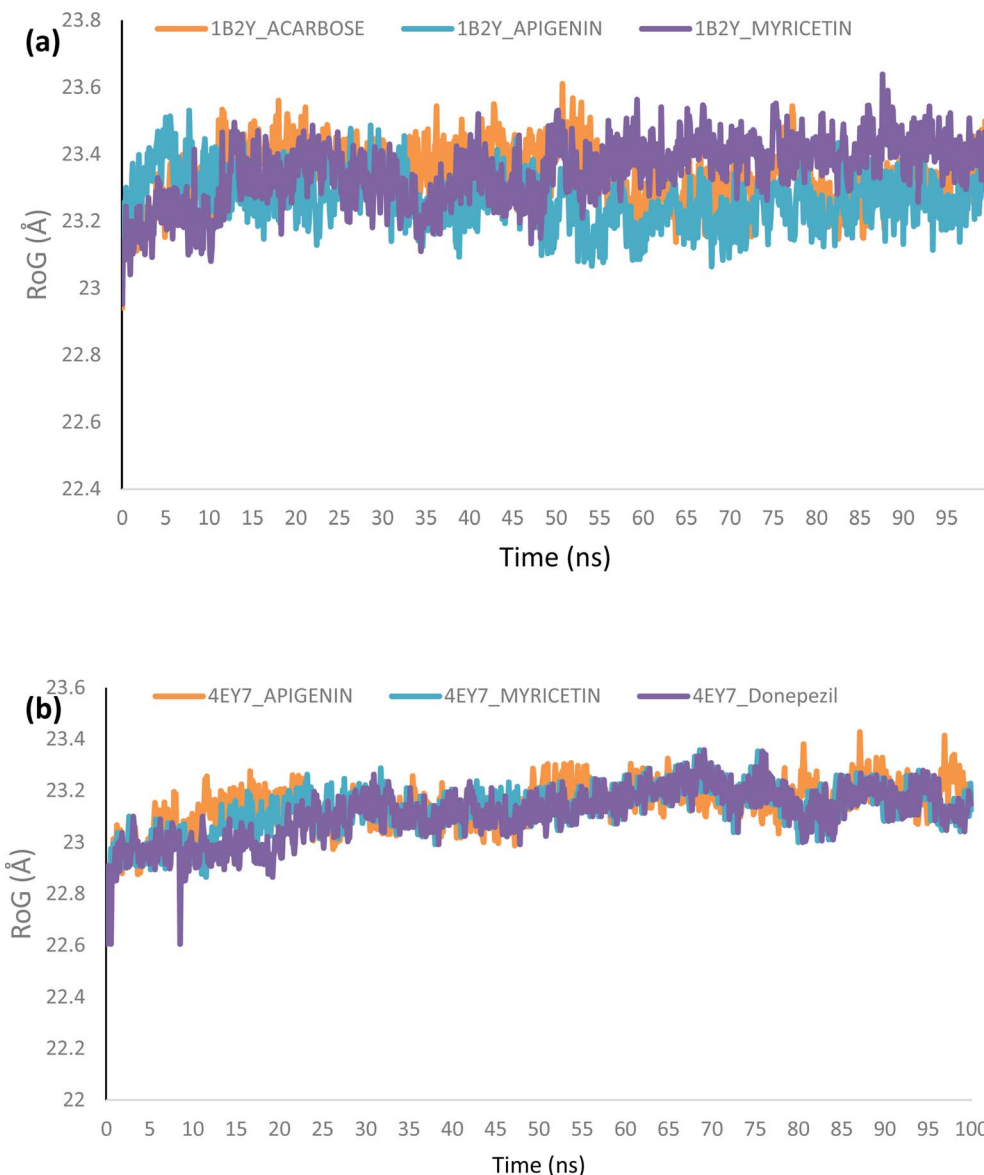 (a)
1B2Y_ACARBOSE 1B2Y_APIGENIN 1B2Y_MYRICETIN
23.8
23.6
23.4
23.2
23
22.8
22.6
22.4
RoG (Å)
0 5 10 15 20 25 30 35 40 45 50 55 60 65 70 75 80 85 90 95
Time (ns)
(b)
4EY7_APIGENIN 4EY7_MYRICETIN 4EY7_Donepezil
23.6
23.4
23.2
23
22.8
22.6
22.4
22.2
22
RoG (Å)
0 5 10 15 20 25 30 35 40 45 50 55 60 65 70 75 80 85 90 95 100
Time (ns)